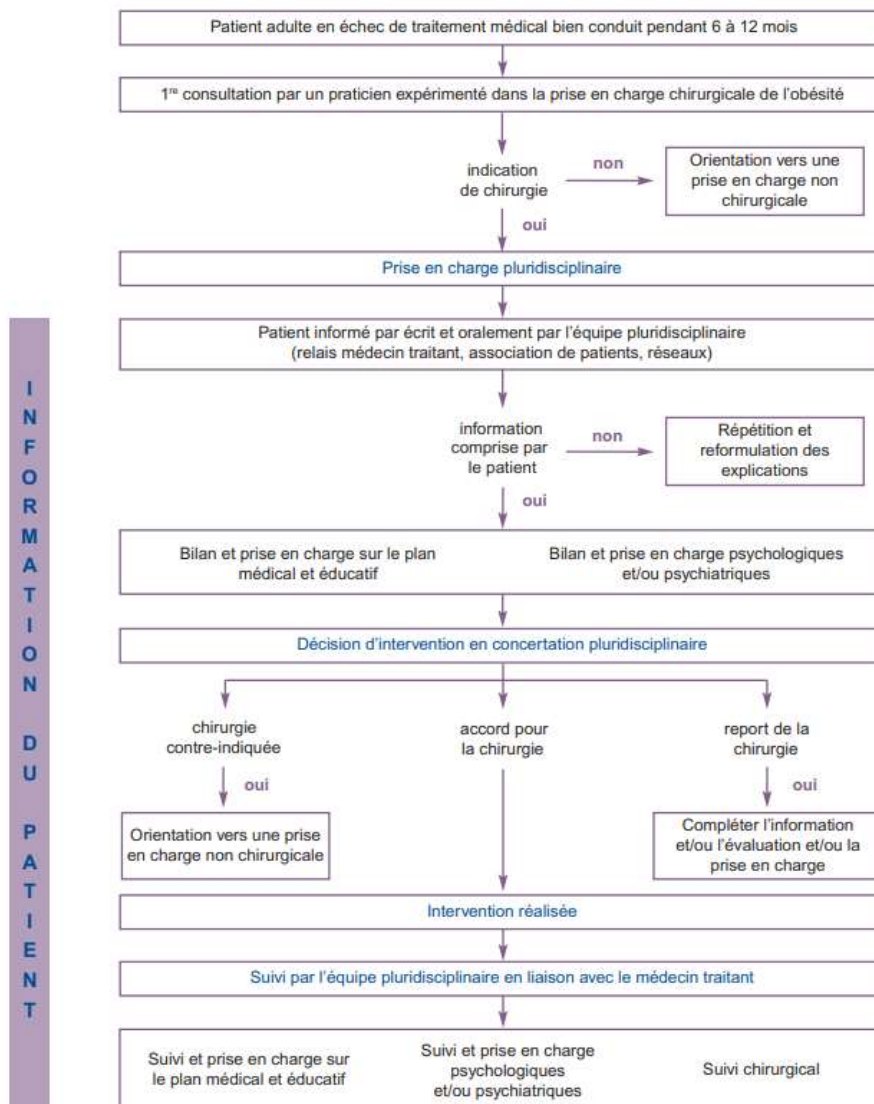 Patient adulte en échec de traitement médical bien conduit pendant 6 à 12 mois
1re consultation par un praticien expérimenté dans la prise en charge chirurgicale de l'obésité
indication
de chirurgie
non
Orientation vers une
prise en charge non
chirurgicale
oui
Prise en charge pluridisciplinaire
Patient informé par écrit et oralement par l'équipe pluridisciplinaire
(relais médecin traitant, association de patients, réseaux)
information
comprise par
le patient
non
Répétition et
reformulation des
explications
oui
Bilan et prise en charge sur le plan
médical et éducatif
Bilan et prise en charge psychologiques
et/ou psychiatriques
Décision d'intervention en concertation pluridisciplinaire
chirurgie
contre-indiquée
oui
Orientation vers une prise
en charge non chirurgicale
accord pour
la chirurgie
report de la
chirurgie
oui
Compléter l'information
et/ou l'évaluation et/ou la
prise en charge
Intervention réalisée
Suivi par l'équipe pluridisciplinaire en liaison avec le médecin traitant
Suivi et prise en charge sur
le plan médical et éducatif
Suivi et prise en charge
psychologiques
et/ou psychiatriques
Suivi chirurgical
INFORMATION DU PATIENT